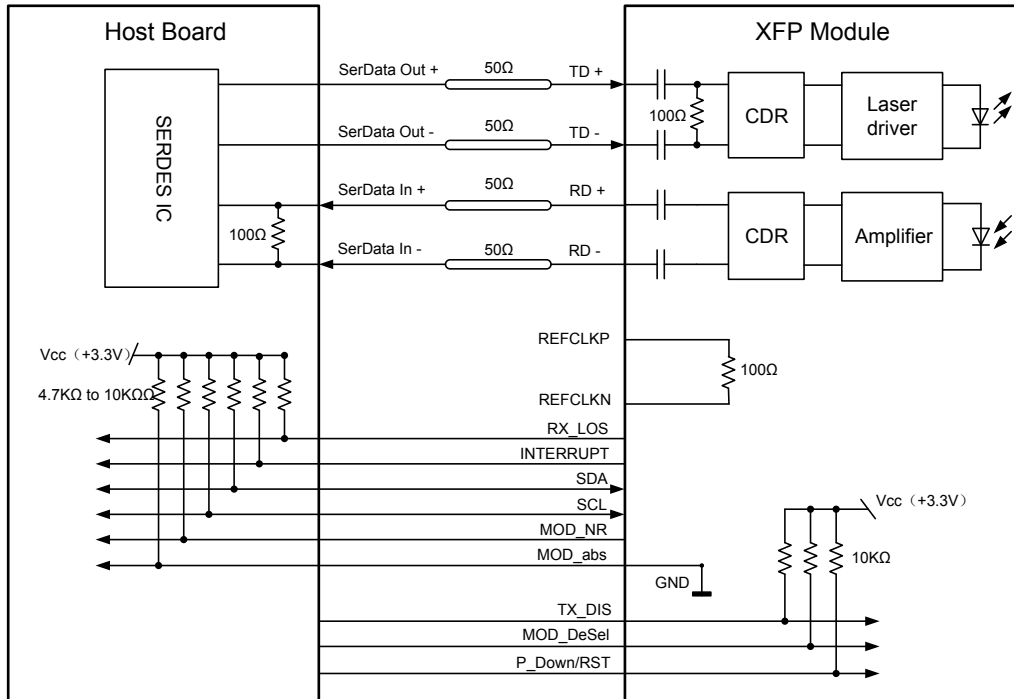 Host Board
XFP Module
SERDES IC
SerData Out +
50Ω
TD +
SerData Out -
50Ω
TD -
100Ω
CDR
Laser
driver
SerData In +
50Ω
RD +
100Ω
SerData In -
50Ω
RD -
CDR
Amplifier
Vcc（+3.3V）
4.7KΩ to 10KΩΩ
REFCLKP
100Ω
REFCLKN
RX_LOS
INTERRUPT
SDA
SCL
MOD_NR
MOD_abs
GND
Vcc（+3.3V）
10KΩ
TX_DIS
MOD_DeSel
P_Down/RST